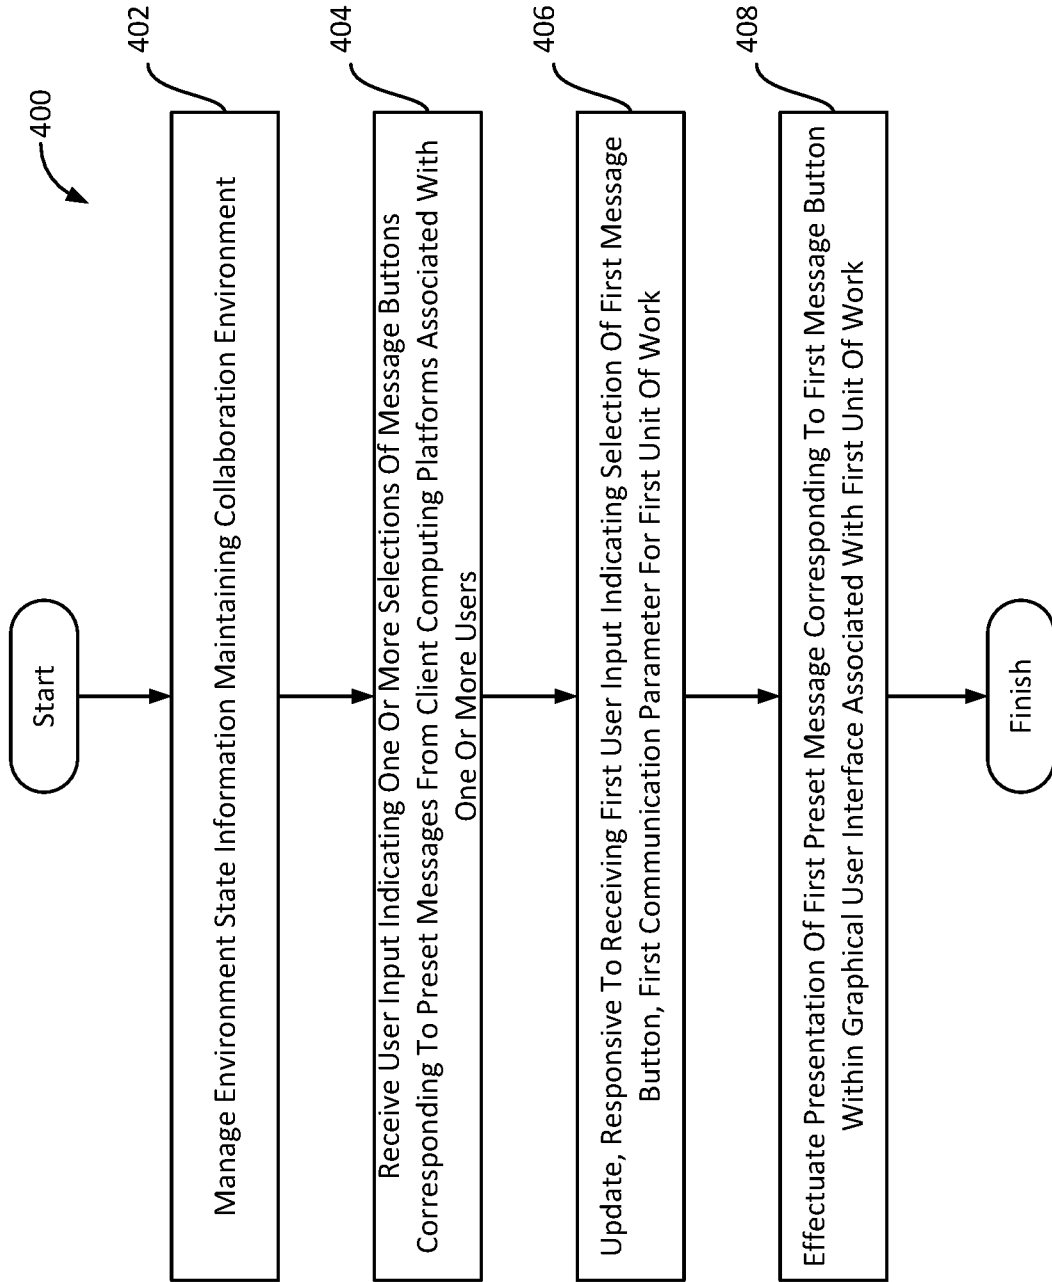 400
Start
402
Manage Environment State Information Maintaining Collaboration Environment
404
Receive User Input Indicating One Or More Selections Of Message Buttons
Corresponding To Preset Messages From Client Computing Platforms Associated With
One Or More Users
406
Update, Responsive To Receiving First User Input Indicating Selection Of First Message
Button, First Communication Parameter For First Unit Of Work
408
Effectuate Presentation Of First Preset Message Corresponding To First Message Button
Within Graphical User Interface Associated With First Unit Of Work
Finish